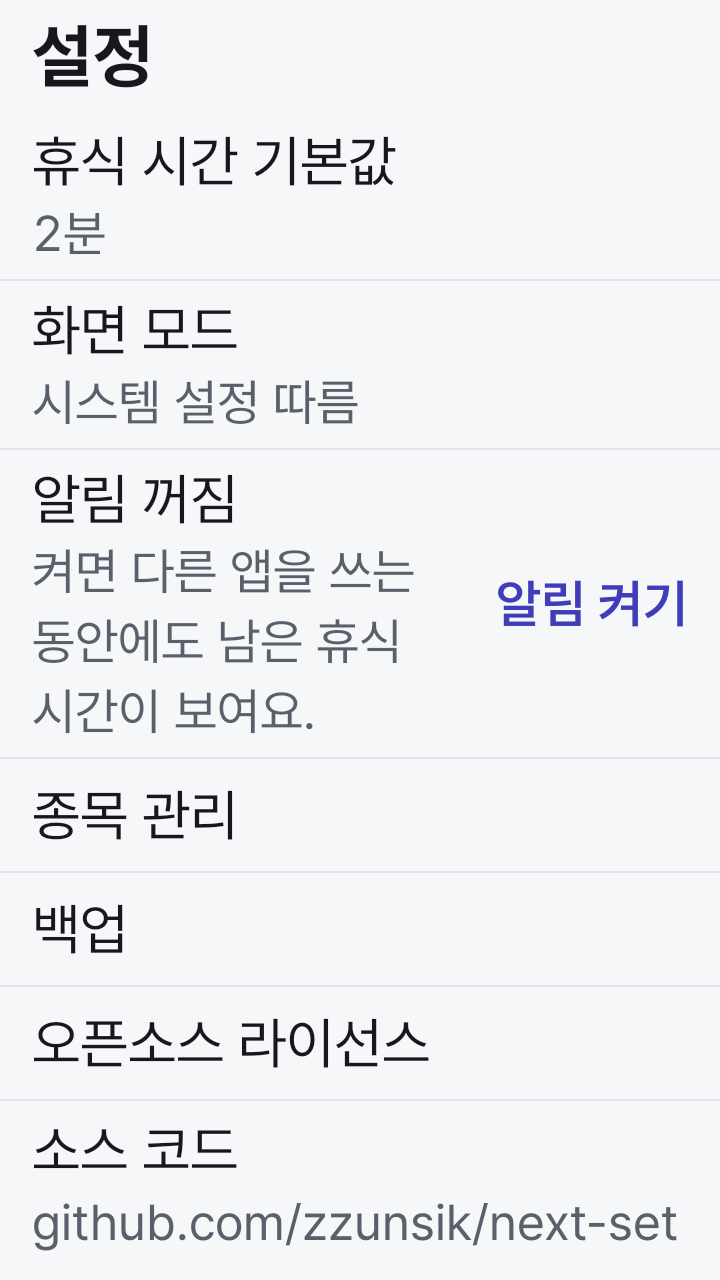 설정
휴식 시간 기본값
2분
화면 모드
시스템 설정 따름
알림 꺼짐
켜면 다른 앱을 쓰는
동안에도 남은 휴식
시간이 보여요.
알림 켜기
종목 관리
백업
오픈소스 라이선스
소스 코드
github.com/zzunsik/next-set